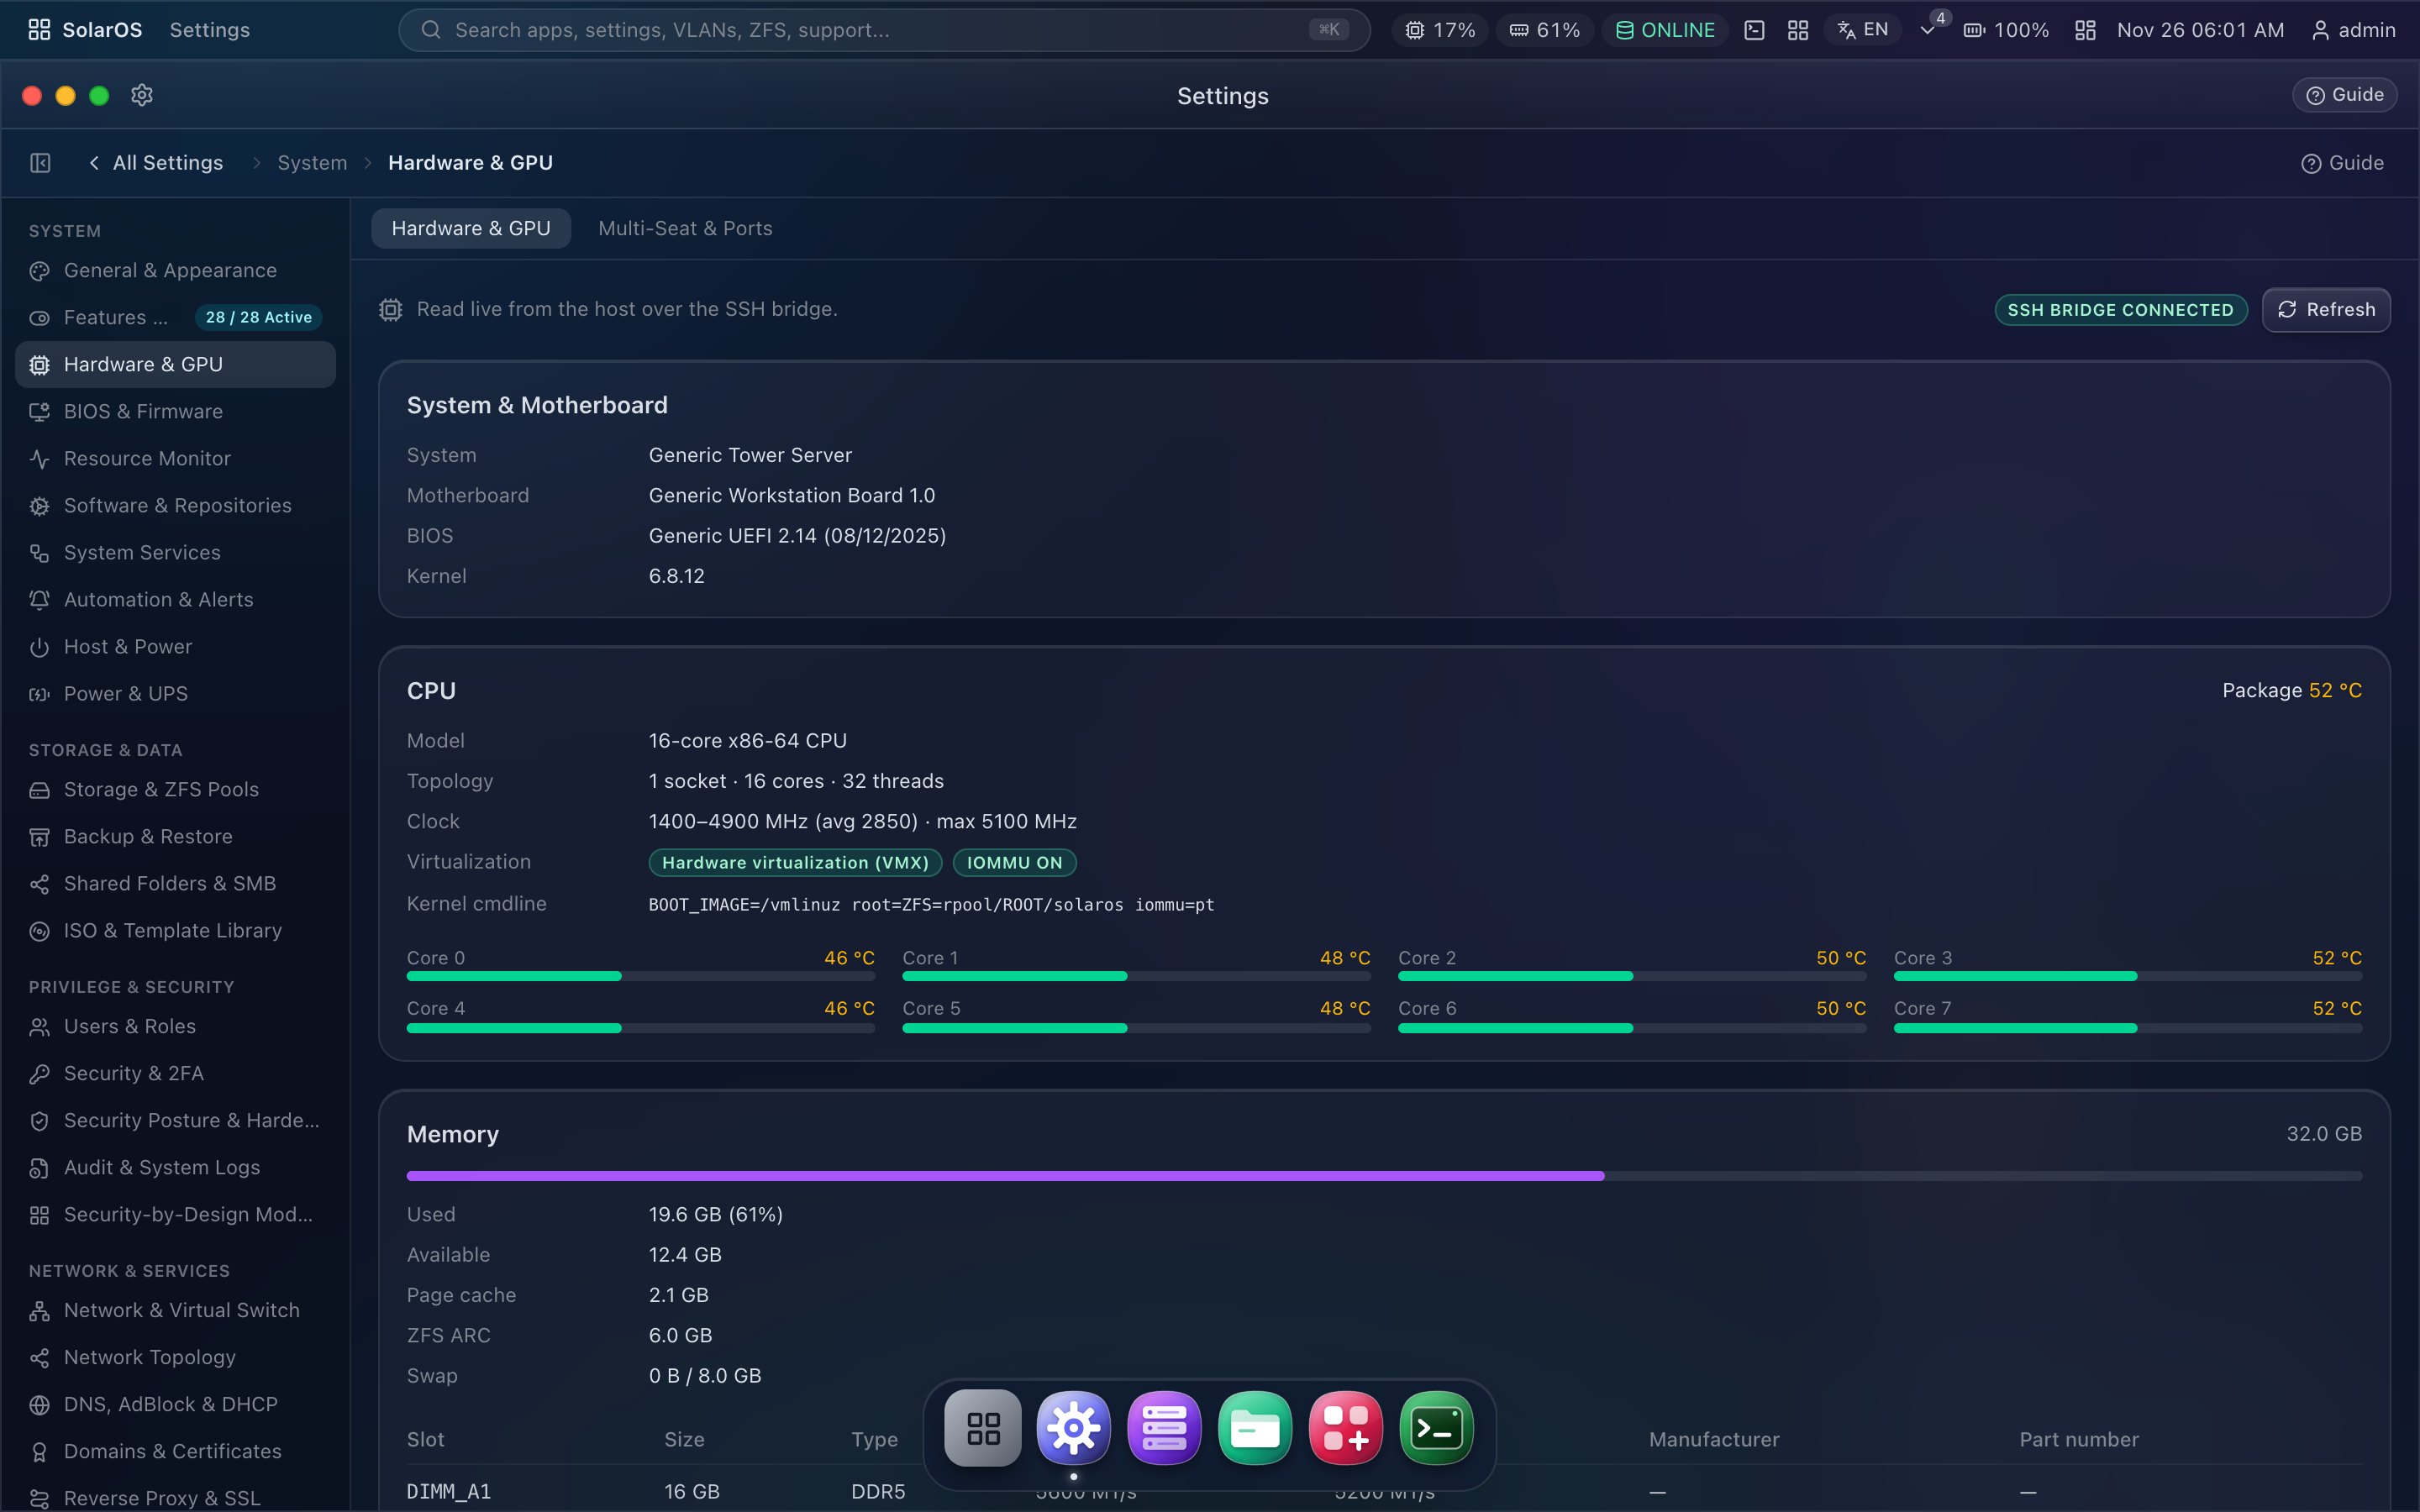 SolarOS Settings Search apps, settings, VLANs, ZFS, support... ⌘K 17% 61% ONLINE EN 4 100% Nov 26 06:01 AM admin
Settings Guide
All Settings > System > Hardware & GPU Guide
SYSTEM
General & Appearance
Features ... 28 / 28 Active
Hardware & GPU
BIOS & Firmware
Resource Monitor
Software & Repositories
System Services
Automation & Alerts
Host & Power
Power & UPS
STORAGE & DATA
Storage & ZFS Pools
Backup & Restore
Shared Folders & SMB
ISO & Template Library
PRIVILEGE & SECURITY
Users & Roles
Security & 2FA
Security Posture & Harde...
Audit & System Logs
Security-by-Design Mod...
NETWORK & SERVICES
Network & Virtual Switch
Network Topology
DNS, AdBlock & DHCP
Domains & Certificates
Reverse Proxy & SSL
Hardware & GPU Multi-Seat & Ports
Read live from the host over the SSH bridge. SSH BRIDGE CONNECTED Refresh
System & Motherboard
System Generic Tower Server
Motherboard Generic Workstation Board 1.0
BIOS Generic UEFI 2.14 (08/12/2025)
Kernel 6.8.12
CPU Package 52 °C
Model 16-core x86-64 CPU
Topology 1 socket · 16 cores · 32 threads
Clock 1400–4900 MHz (avg 2850) · max 5100 MHz
Virtualization Hardware virtualization (VMX) IOMMU ON
Kernel cmdline BOOT_IMAGE=/vmlinuz root=ZFS=rpool/ROOT/solaros iommu=pt
Core 0 46 °C Core 1 48 °C Core 2 50 °C Core 3 52 °C
Core 4 46 °C Core 5 48 °C Core 6 50 °C Core 7 52 °C
Memory 32.0 GB
Used 19.6 GB (61%)
Available 12.4 GB
Page cache 2.1 GB
ZFS ARC 6.0 GB
Swap 0 B / 8.0 GB
Slot Size Type Manufacturer Part number
DIMM_A1 16 GB DDR5 5600 MT/s 5200 MT/s — —